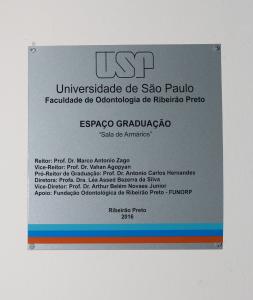 USP
Universidade de São Paulo
Faculdade de Odontologia de Ribeirão Preto
ESPAÇO GRADUAÇÃO
"Sala de Armários"
Reitor: Prof. Dr. Marco Antonio Zago
Vice-Reitor: Prof. Dr. Vahan Agopyan
Pró-Reitor de Graduação: Prof. Dr. Antonio Carlos Hernandes
Diretora: Profa. Dra. Léa Assed Bezerra da Silva
Vice-Diretor: Prof. Dr. Arthur Belém Novaes Junior
Apoio: Fundação Odontológica de Ribeirão Preto - FUNORP
Ribeirão Preto
2016